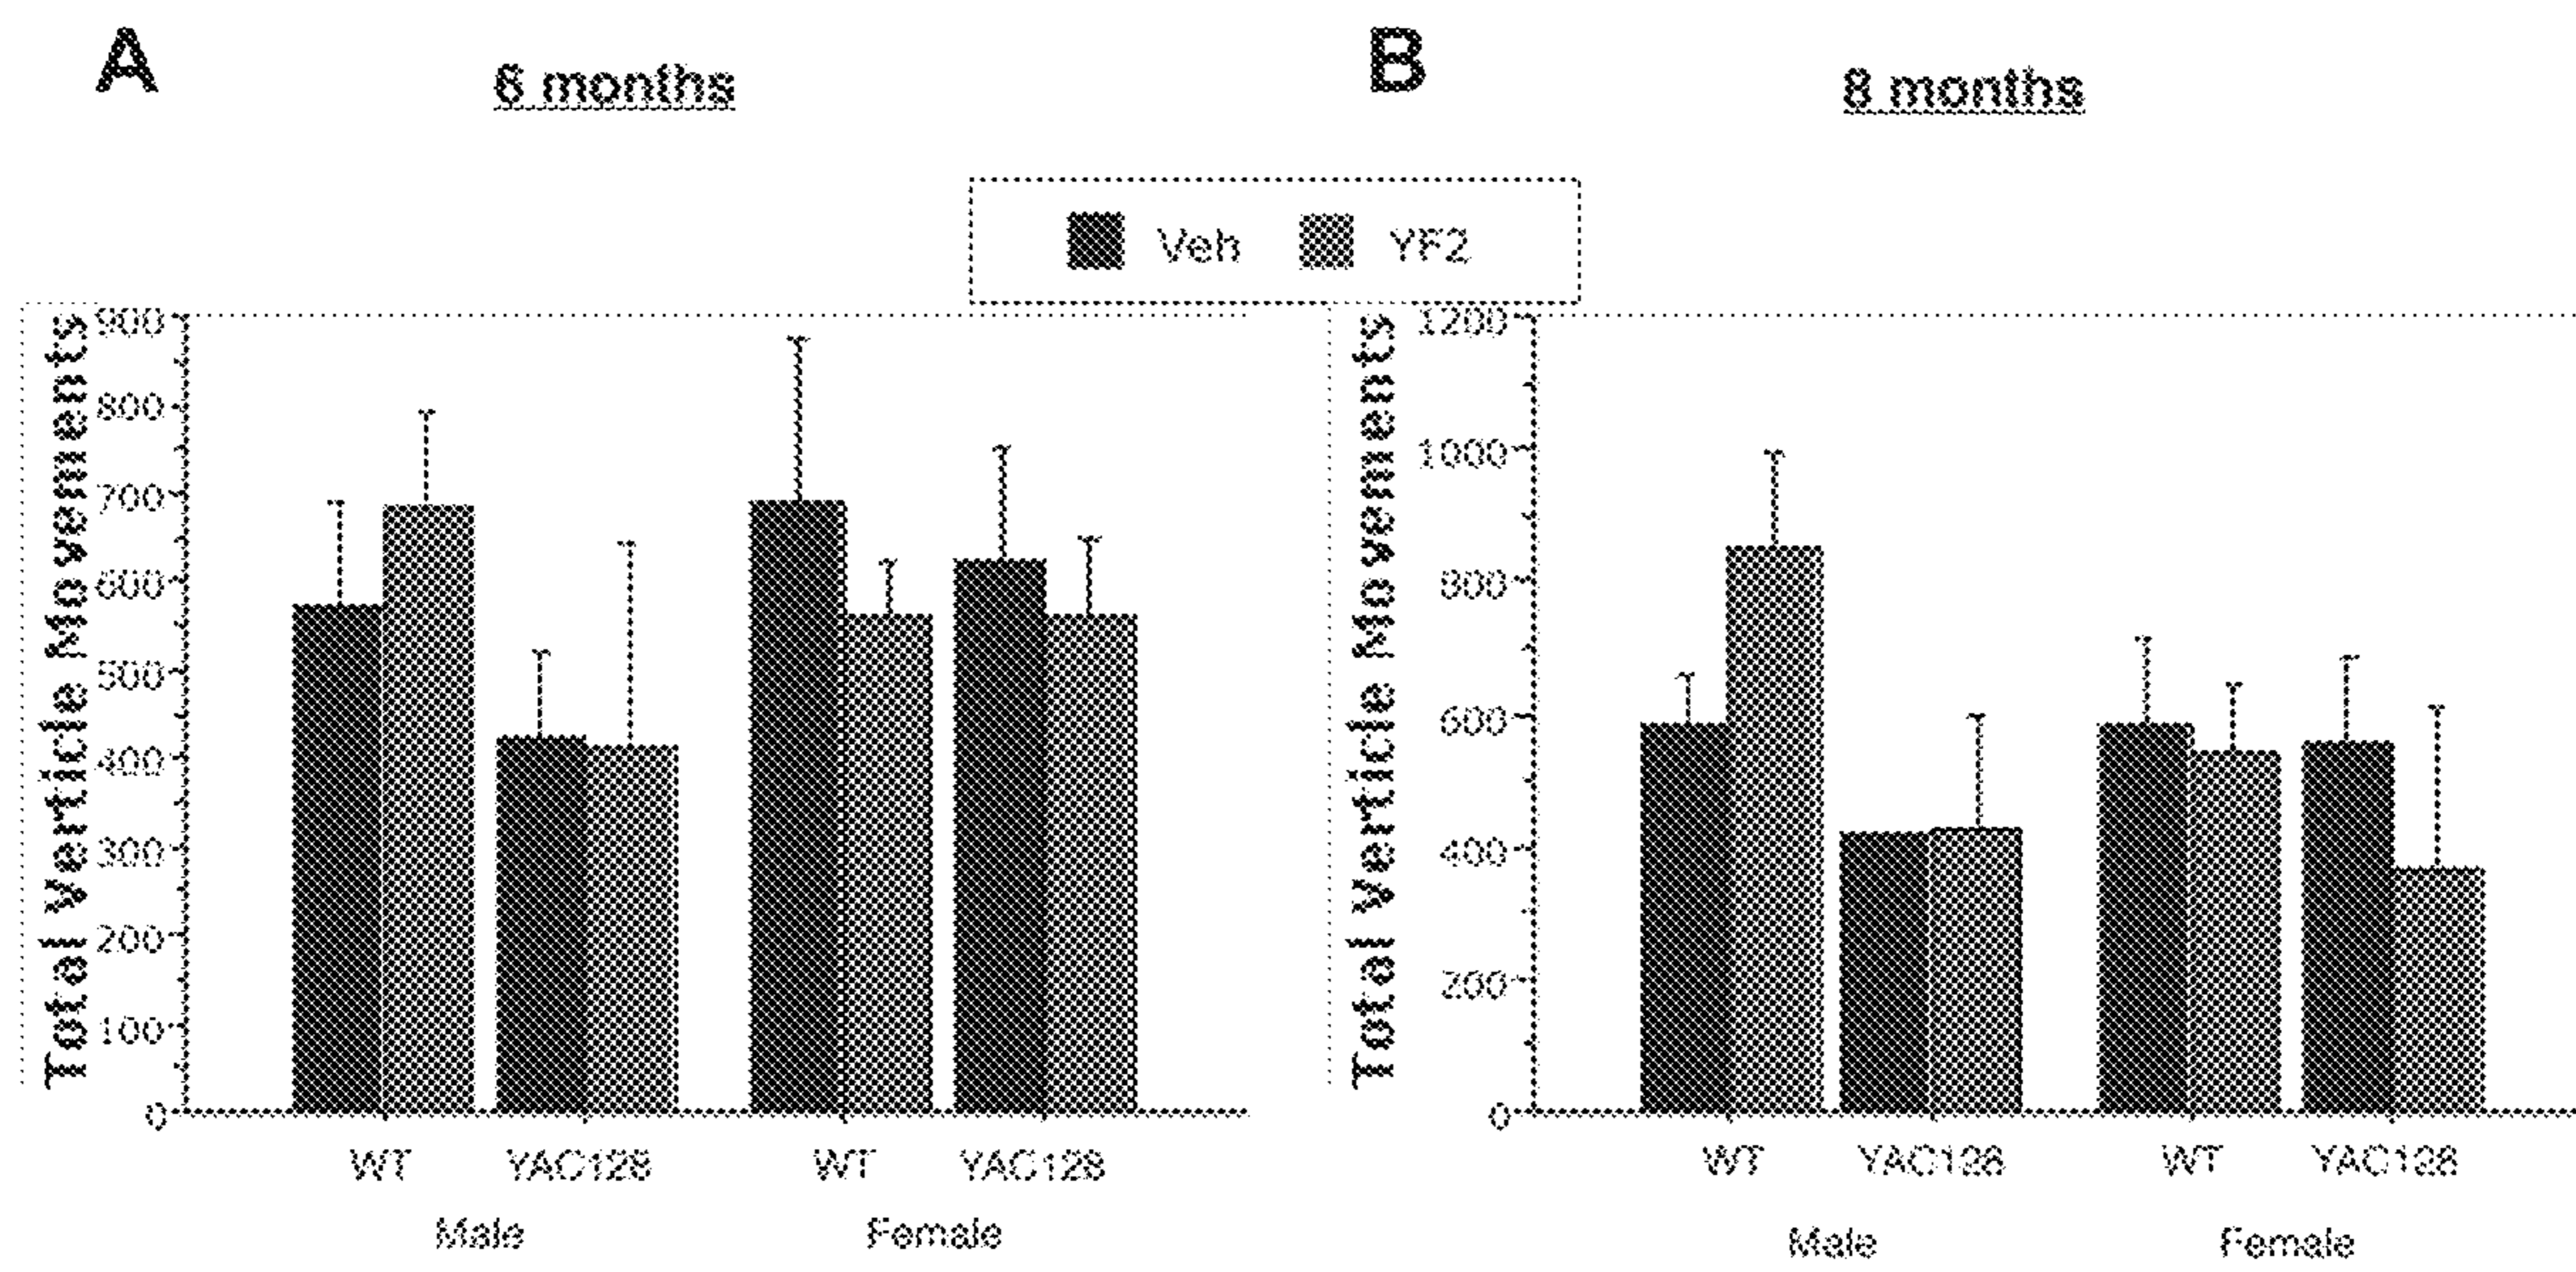 A
6 months
B
8 months
Veh
YF2
Total Verticle Movements
900
800
700
600
500
400
300
200
100
0
WT
YAC128
WT
YAC128
Male
Female
Total Verticle Movements
1200
1000
800
600
400
200
0
WT
YAC128
WT
YAC128
Male
Female